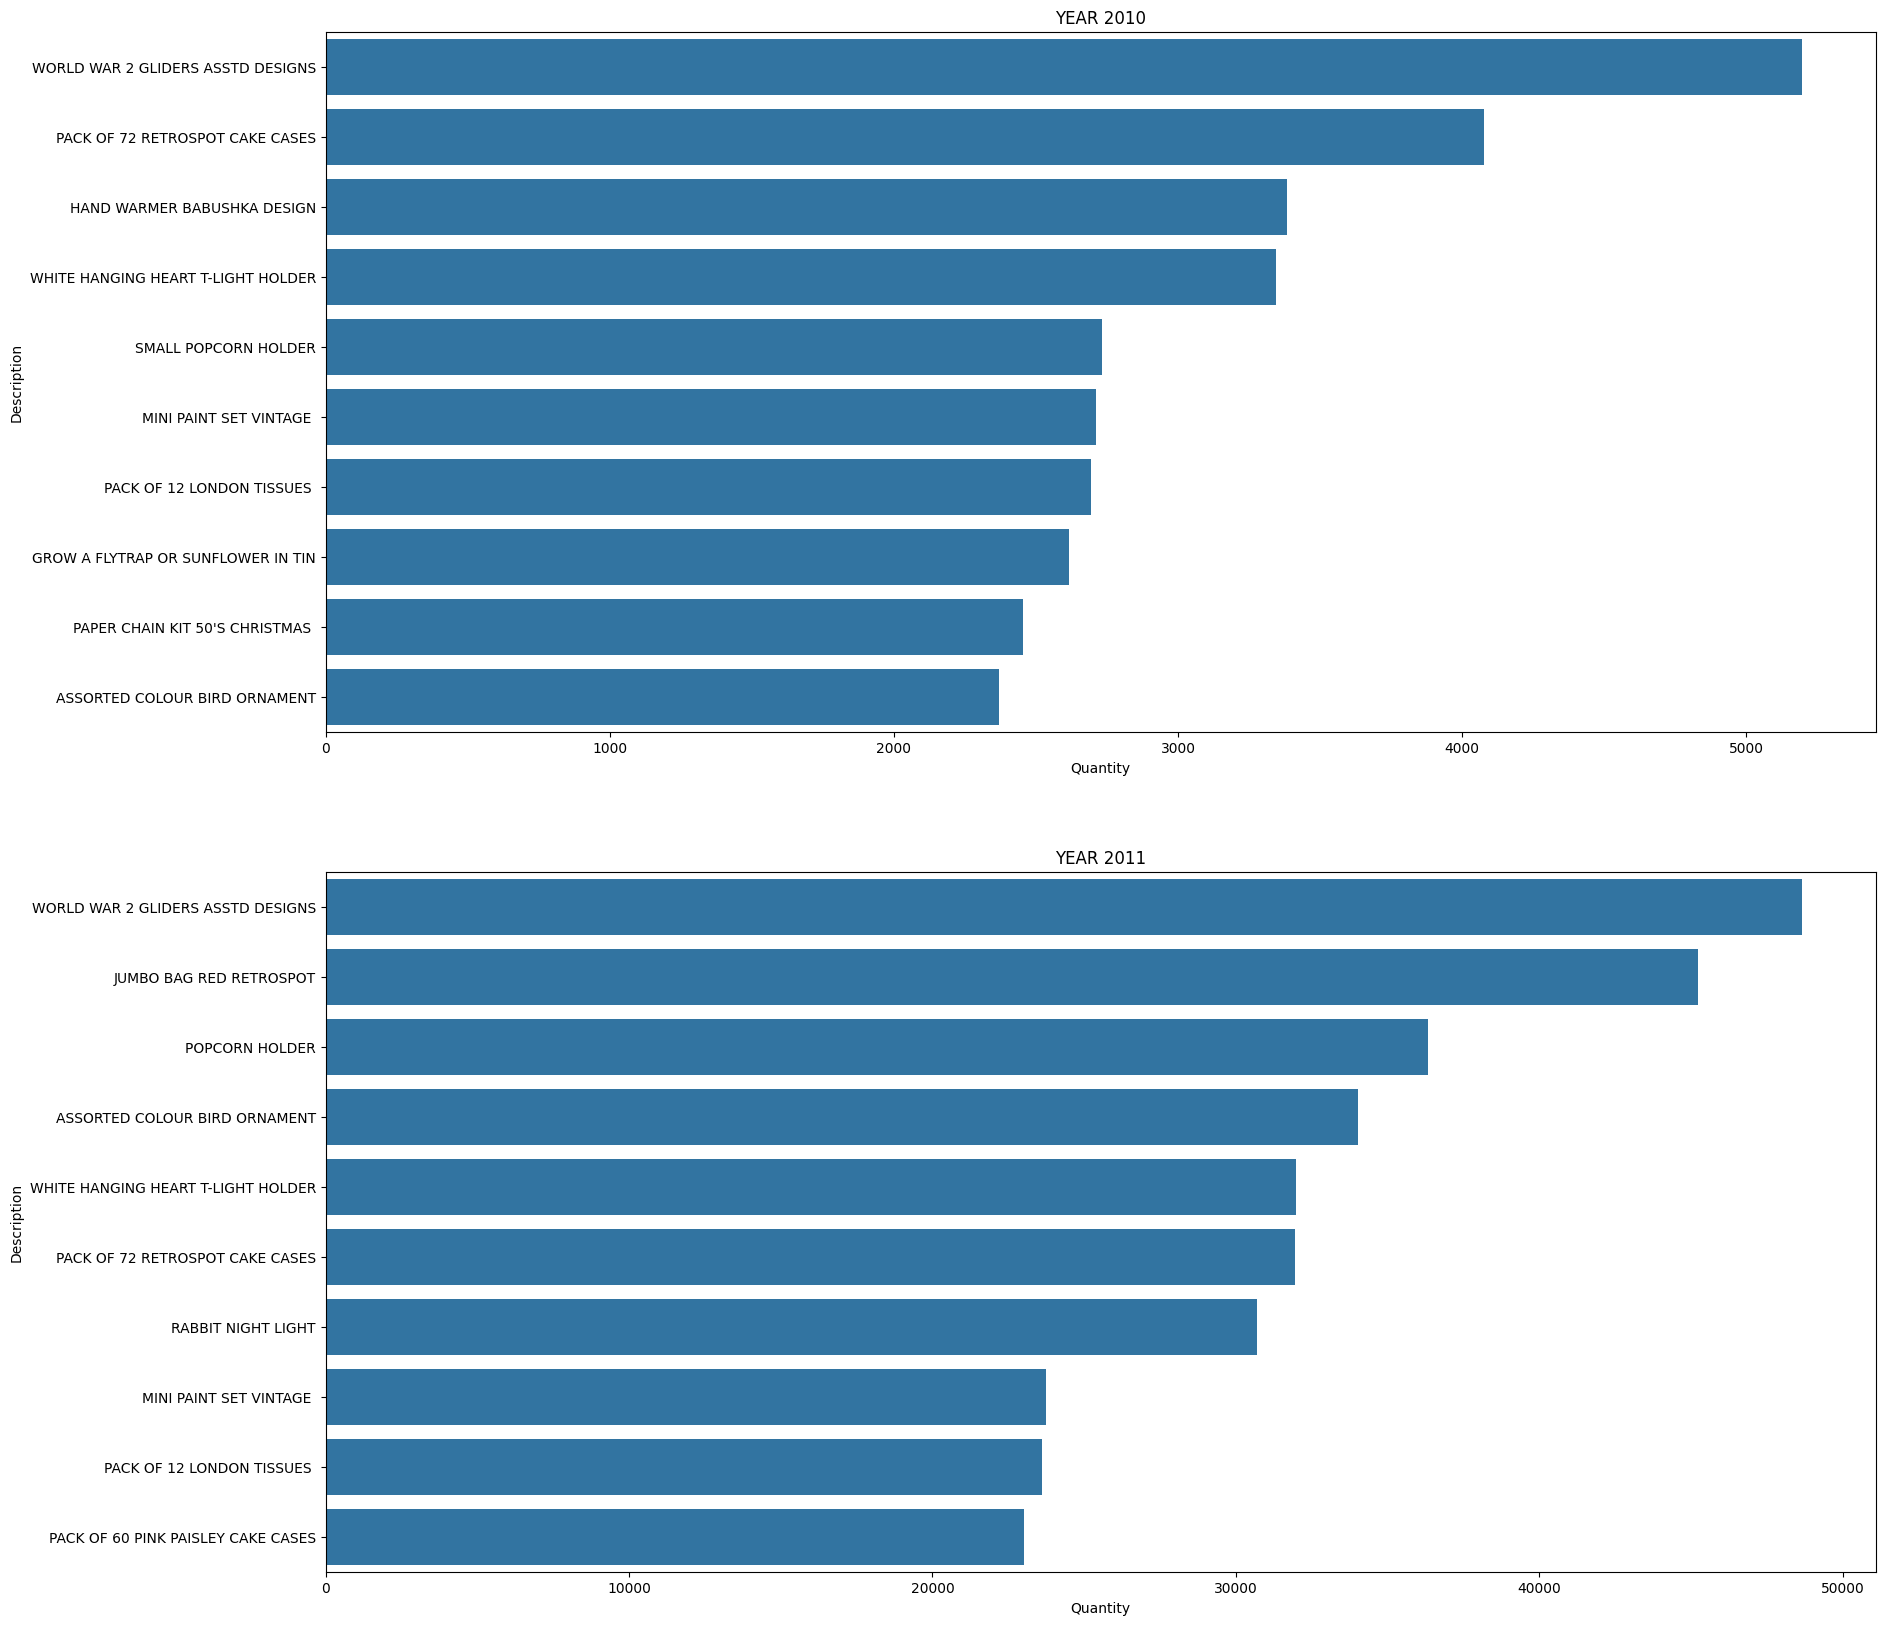 YEAR 2010
Description
WORLD WAR 2 GLIDERS ASSTD DESIGNS
PACK OF 72 RETROSPOT CAKE CASES
HAND WARMER BABUSHKA DESIGN
WHITE HANGING HEART T-LIGHT HOLDER
SMALL POPCORN HOLDER
MINI PAINT SET VINTAGE
PACK OF 12 LONDON TISSUES
GROW A FLYTRAP OR SUNFLOWER IN TIN
PAPER CHAIN KIT 50'S CHRISTMAS
ASSORTED COLOUR BIRD ORNAMENT
0 1000 2000 3000 4000 5000
Quantity
YEAR 2011
Description
WORLD WAR 2 GLIDERS ASSTD DESIGNS
JUMBO BAG RED RETROSPOT
POPCORN HOLDER
ASSORTED COLOUR BIRD ORNAMENT
WHITE HANGING HEART T-LIGHT HOLDER
PACK OF 72 RETROSPOT CAKE CASES
RABBIT NIGHT LIGHT
MINI PAINT SET VINTAGE
PACK OF 12 LONDON TISSUES
PACK OF 60 PINK PAISLEY CAKE CASES
0 10000 20000 30000 40000 50000
Quantity